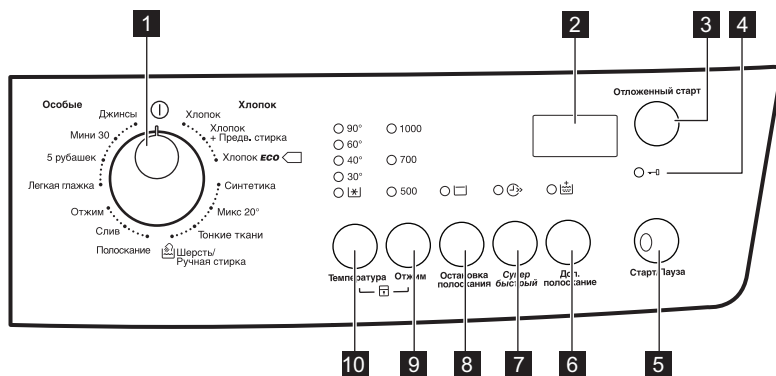 1
2
3
4
Особые
Хлопок
Отложенный старт
Джинсы
Хлопок
Мини 30
Хлопок
+ Предв. стирка
5 рубашек
Хлопок ECO
Легкая глажка
Синтетика
Отжим
Микс 20°
Слив
Тонкие ткани
Полоскание
Шерсть/
Ручная стирка
90°
1000
60°
40°
700
30°
500
Температура
Отжим
Остановка
полоскания
Супер
быстрый
Доп.
полоскание
Старт/Пауза
10
9
8
7
6
5